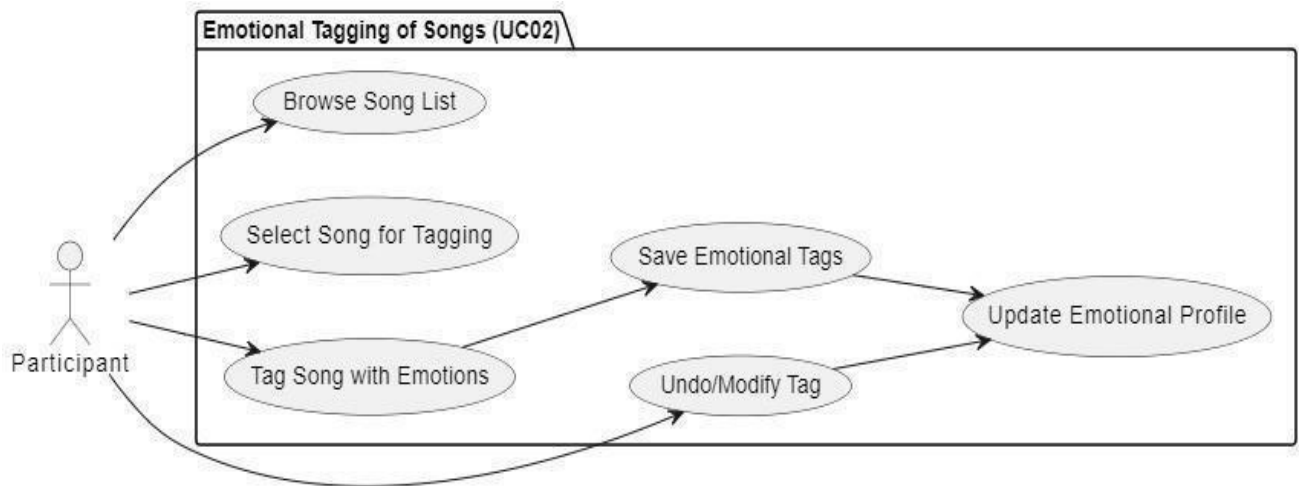 Emotional Tagging of Songs (UC02)
Browse Song List
Select Song for Tagging
Save Emotional Tags
Update Emotional Profile
Participant
Tag Song with Emotions
Undo/Modify Tag